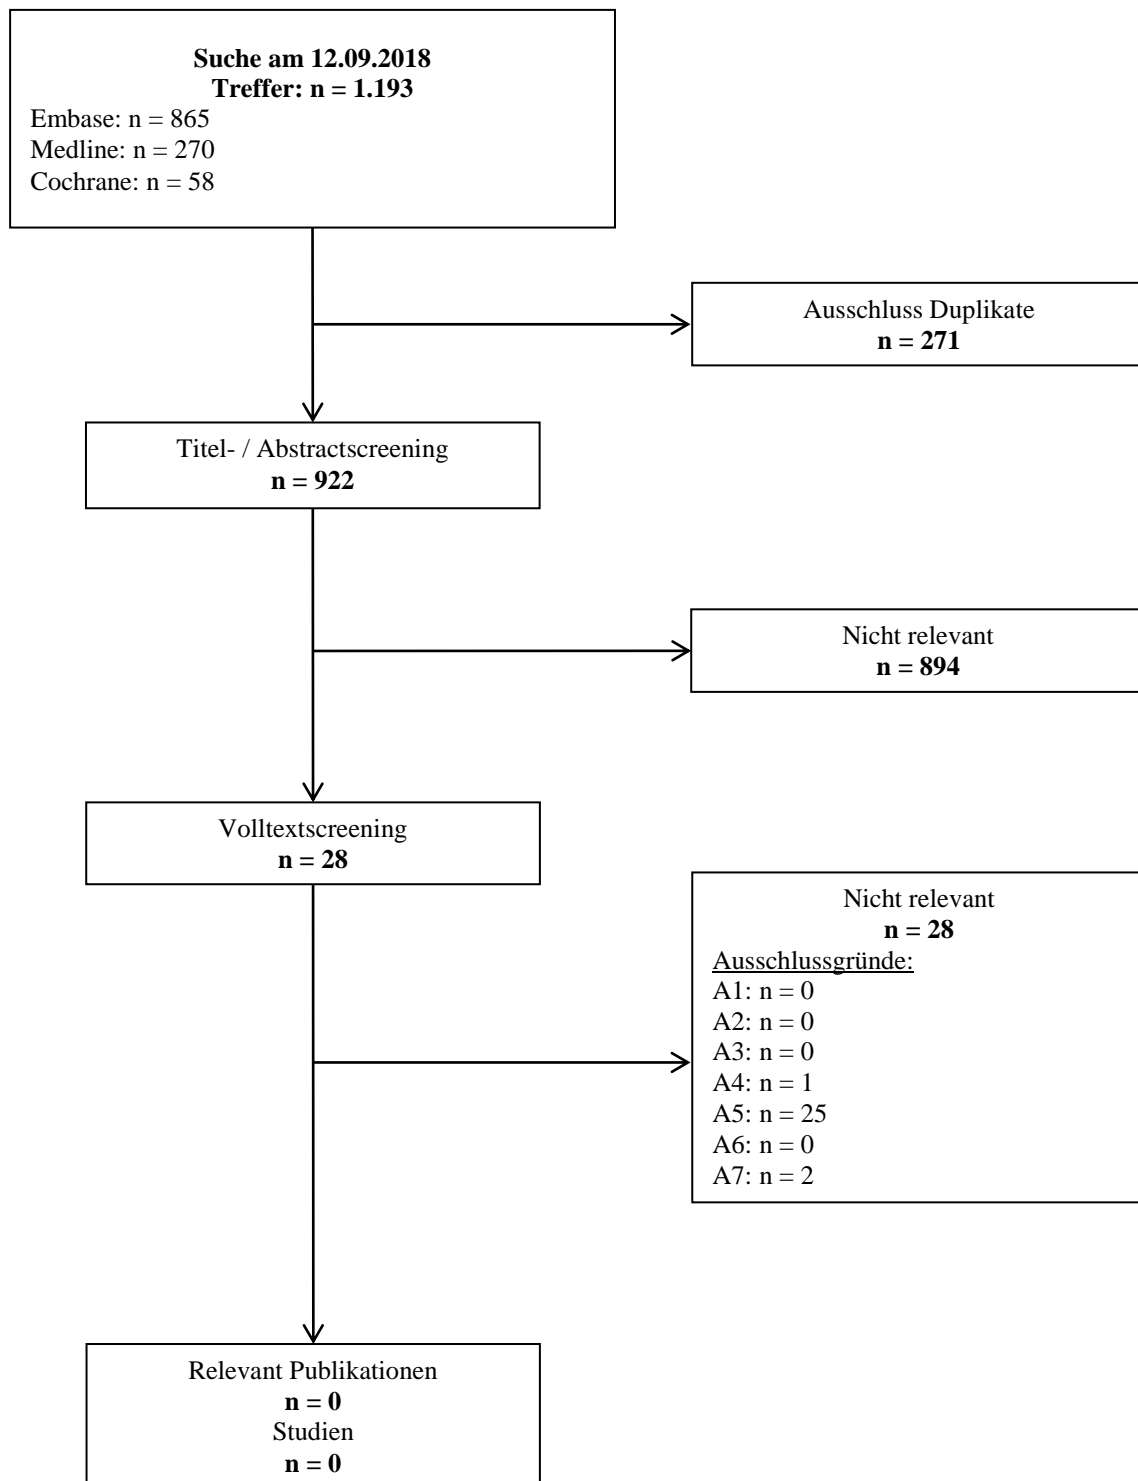 Suche am 12.09.2018
Treffer: n = 1.193
Embase: n = 865
Medline: n = 270
Cochrane: n = 58
Ausschluss Duplikate
n = 271
Titel- / Abstractscreening
n = 922
Nicht relevant
n = 894
Volltextscreening
n = 28
Nicht relevant
n = 28
Ausschlussgründe:
A1: n = 0
A2: n = 0
A3: n = 0
A4: n = 1
A5: n = 25
A6: n = 0
A7: n = 2
Relevant Publikationen
n = 0
Studien
n = 0